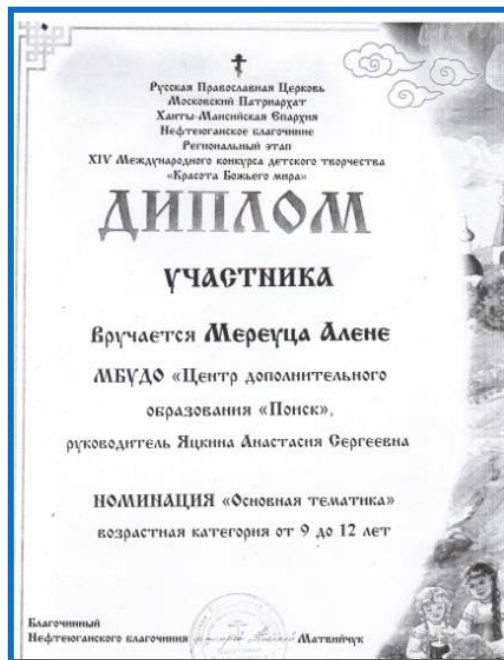 Русская Православная Церковь
Московский Патриархат
Ханты-Мансийская Епархия
Нефтеюганское благочиние
Региональный этап
XIV Международного конкурса детского творчества
«Красота Божьего мира»
ДИПЛОМ
УЧАСТНИКА
Вручается Мереуца Алене
МБУДО «Центр дополнительного
образования «Поиск»,
руководитель Яцкина Анастасия Сергеевна
НОМИНАЦИЯ «Основная тематика»
возрастная категория от 9 до 12 лет
Благочинный
Нефтеюганского благочиния Матвийчук